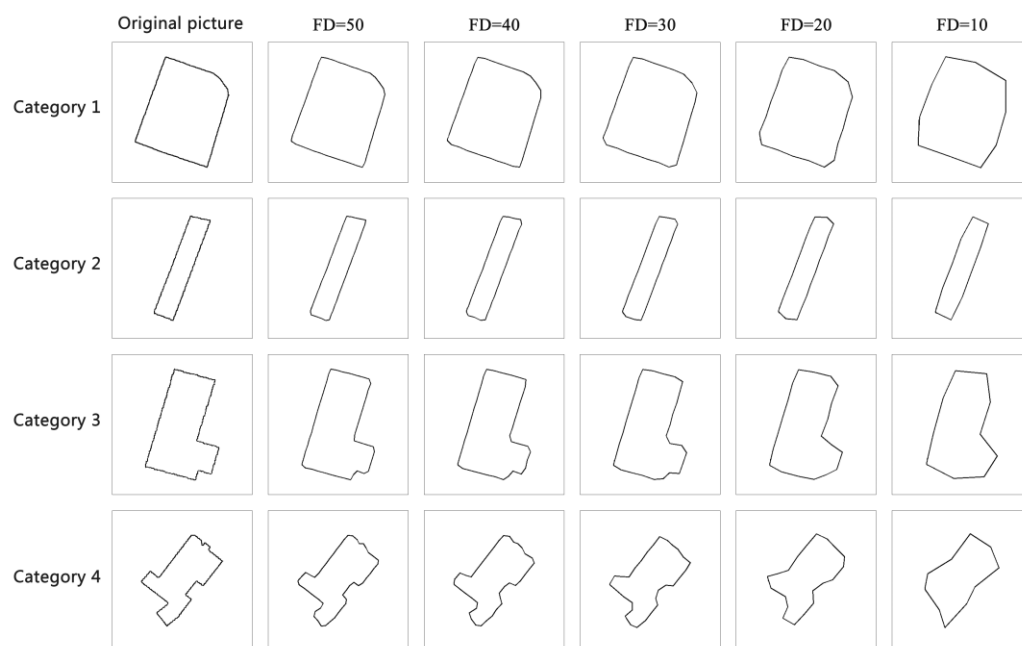 Original picture FD=50 FD=40 FD=30 FD=20 FD=10
Category 1
Category 2
Category 3
Category 4